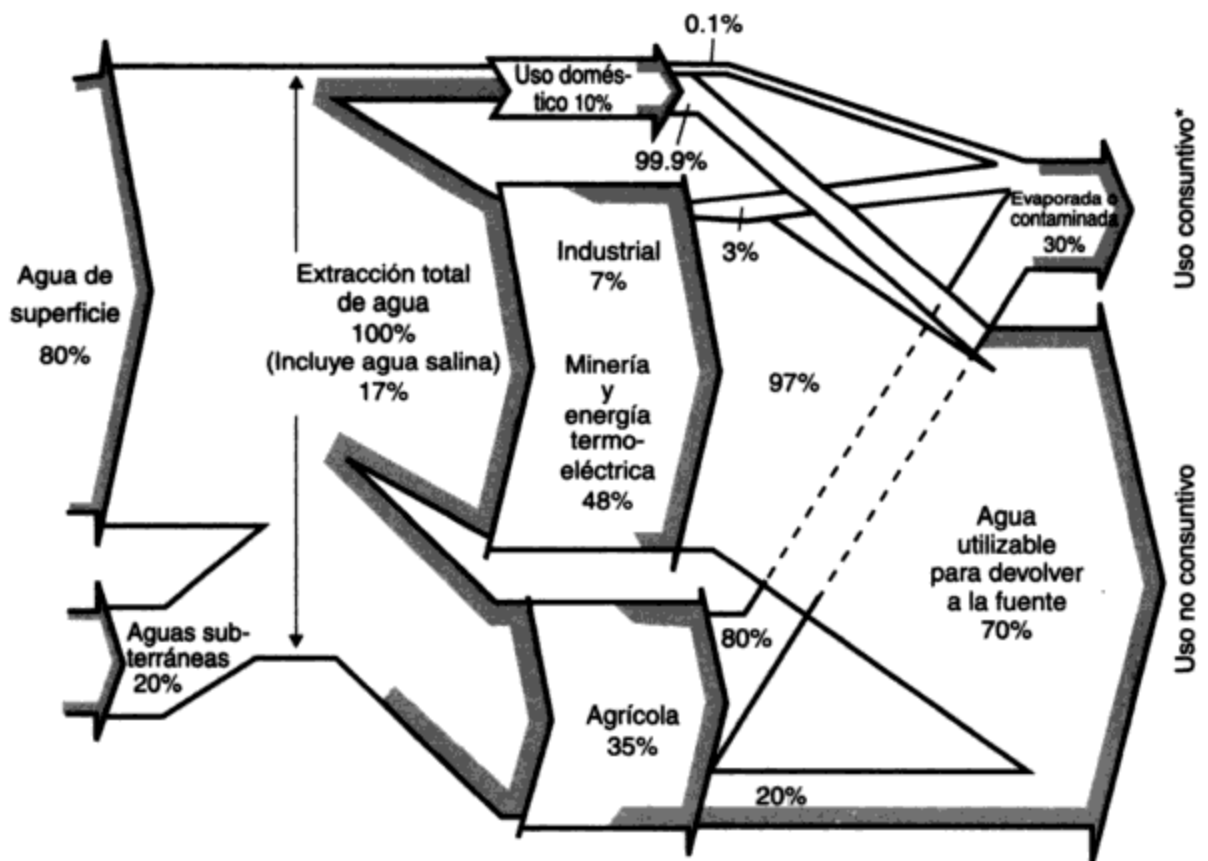 0.1%
Uso domés-
tico 10%
99.9%
Uso consuntivo*
Evaporada o
contaminada
30%
3%
Industrial
7%
Agua de
superficie
80%
Extracción total
de agua
100%
(Incluye agua salina)
17%
Minería
y
energía
termo-
eléctrica
48%
97%
Agua
utilizable
para devolver
a la fuente
70%
Uso no consuntivo
Aguas sub-
terráneas
20%
80%
Agrícola
35%
20%